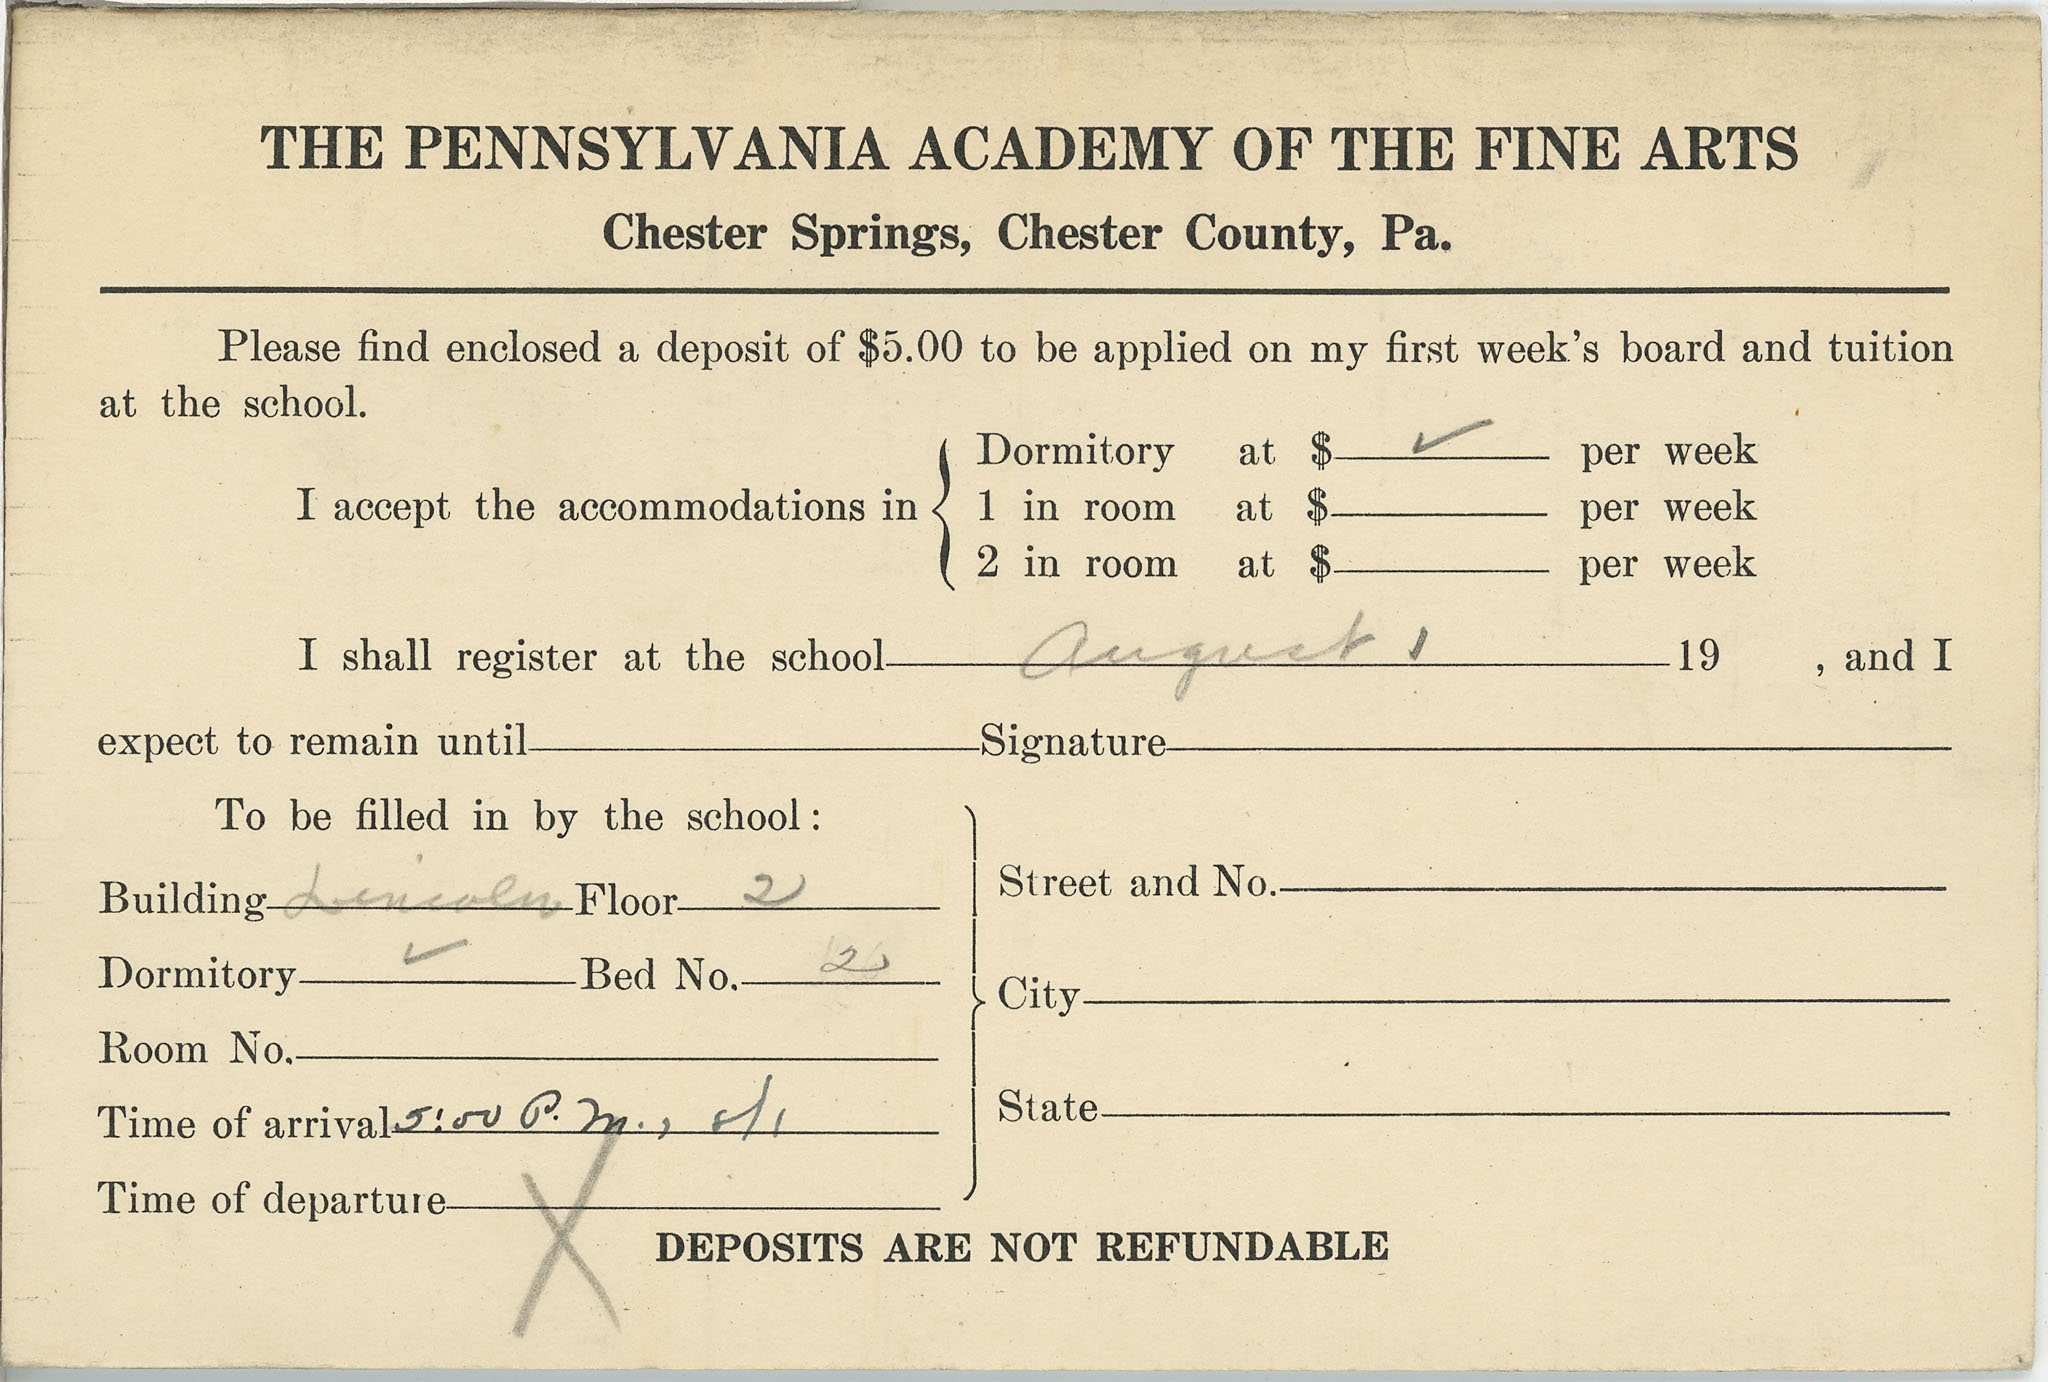 THE PENNSYLVANIA ACADEMY OF THE FINE ARTS
Chester Springs, Chester County, Pa.
Please find enclosed a deposit of $5.00 to be applied on my first week's board and tuition
at the school.
I accept the accommodations in
Dormitory at $ ✓ per week
1 in room at $ per week
2 in room at $ per week
I shall register at the school August 1 19 , and I
expect to remain until Signature
To be filled in by the school:
Building Lincoln Floor 2
Dormitory ✓ Bed No. 2
Room No.
Time of arrival 5:00 P.M., 8/1
Time of departure
Street and No.
City
State
X
DEPOSITS ARE NOT REFUNDABLE